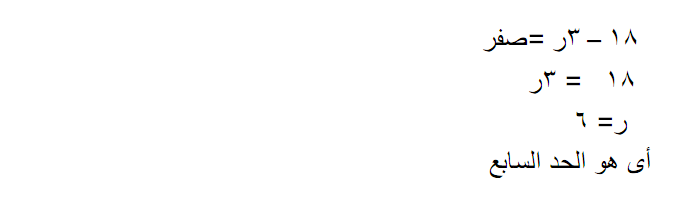 ١٨ – ٣ر =صفر
١٨ = ٣ر
ر= ٦
أى هو الحد السابع